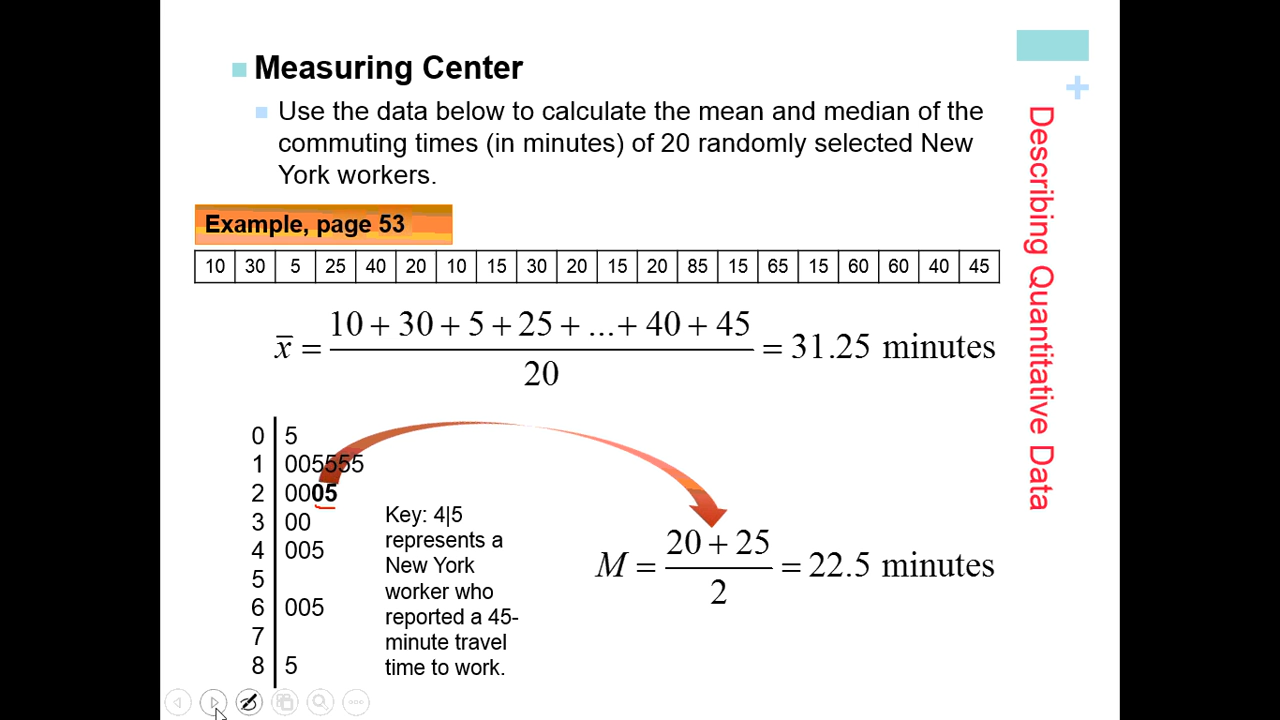 Measuring Center
Use the data below to calculate the mean and median of the
commuting times (in minutes) of 20 randomly selected New
York workers.
Example, page 53
10 30 5 25 40 20 10 15 30 20 15 20 85 15 65 15 60 60 40 45
x̄ = (10 + 30 + 5 + 25 + ... + 40 + 45) / 20 = 31.25 minutes
0 | 5
1 | 005555
2 | 0005
3 | 00
4 | 005
5 |
6 | 005
7 |
8 | 5
Key: 4|5
represents a
New York
worker who
reported a 45-
minute travel
time to work.
M = (20 + 25) / 2 = 22.5 minutes
+
Describing Quantitative Data